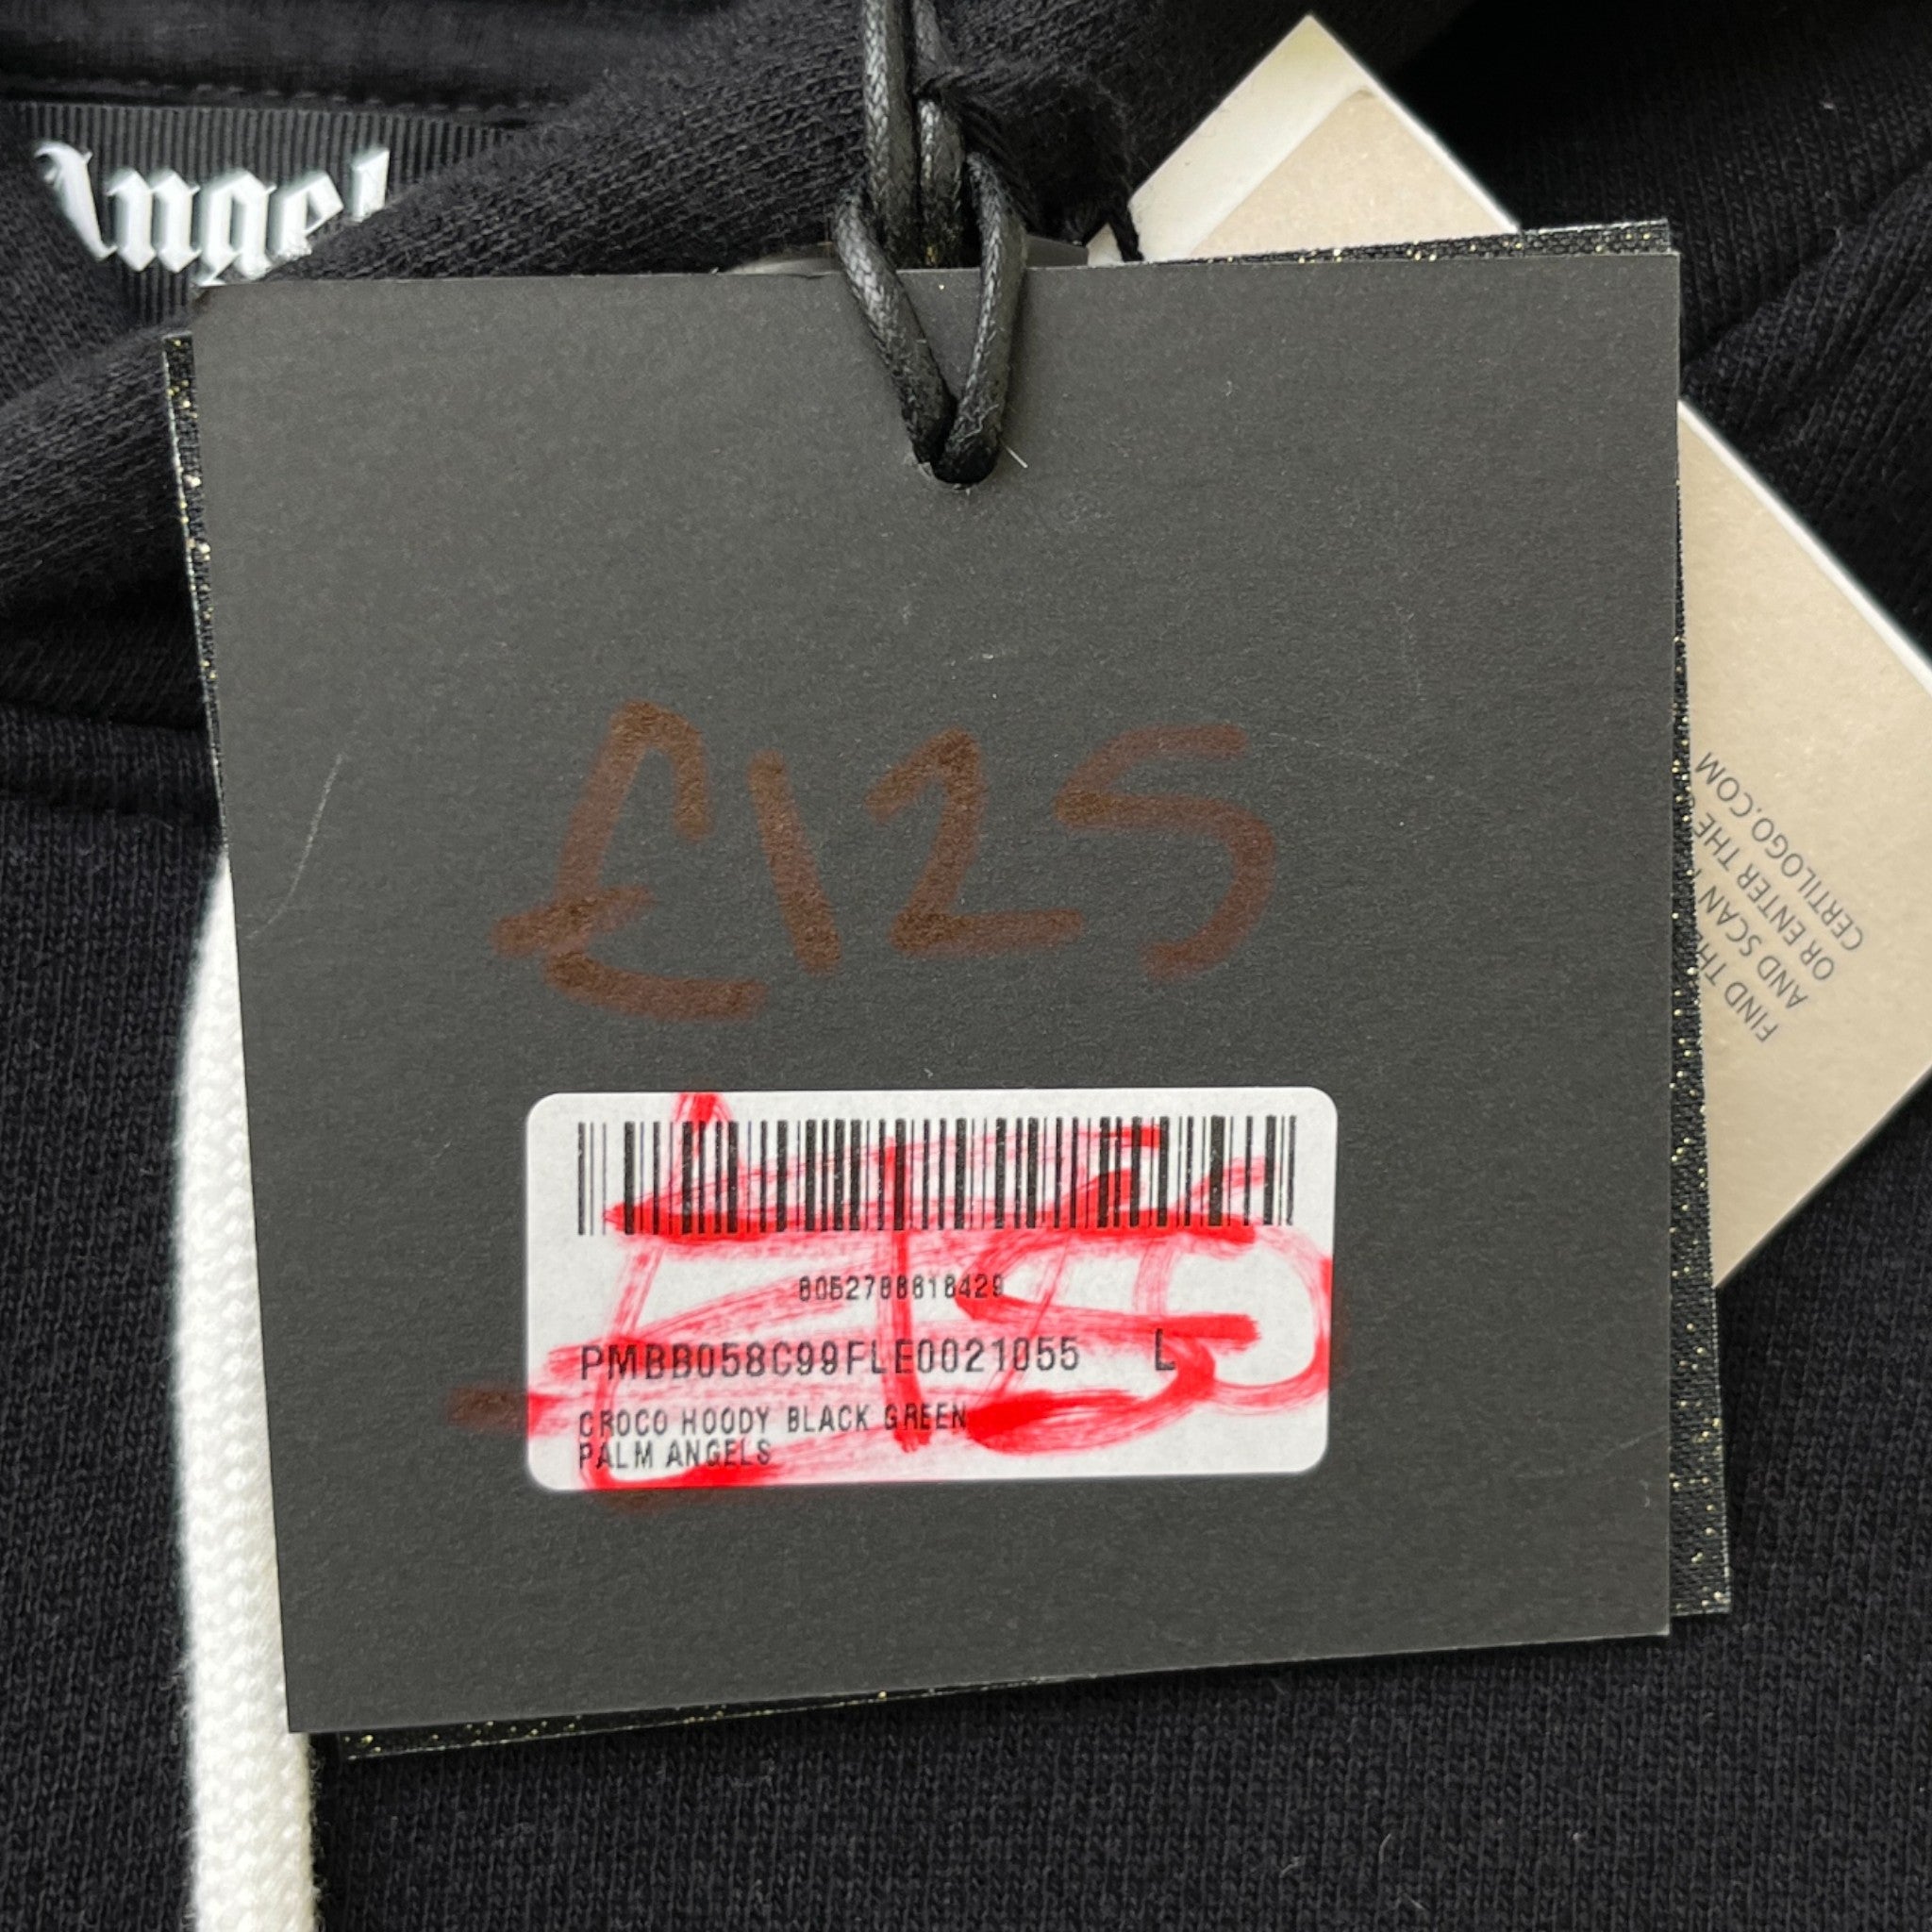 Angel
£125
8052788818429
£150
PMBB058C99FLE0021055 L
CROCO HOODY BLACK GREEN
PALM ANGELS
FIND THE
AND SCAN
OR ENTER THE
CERTILOGO.COM